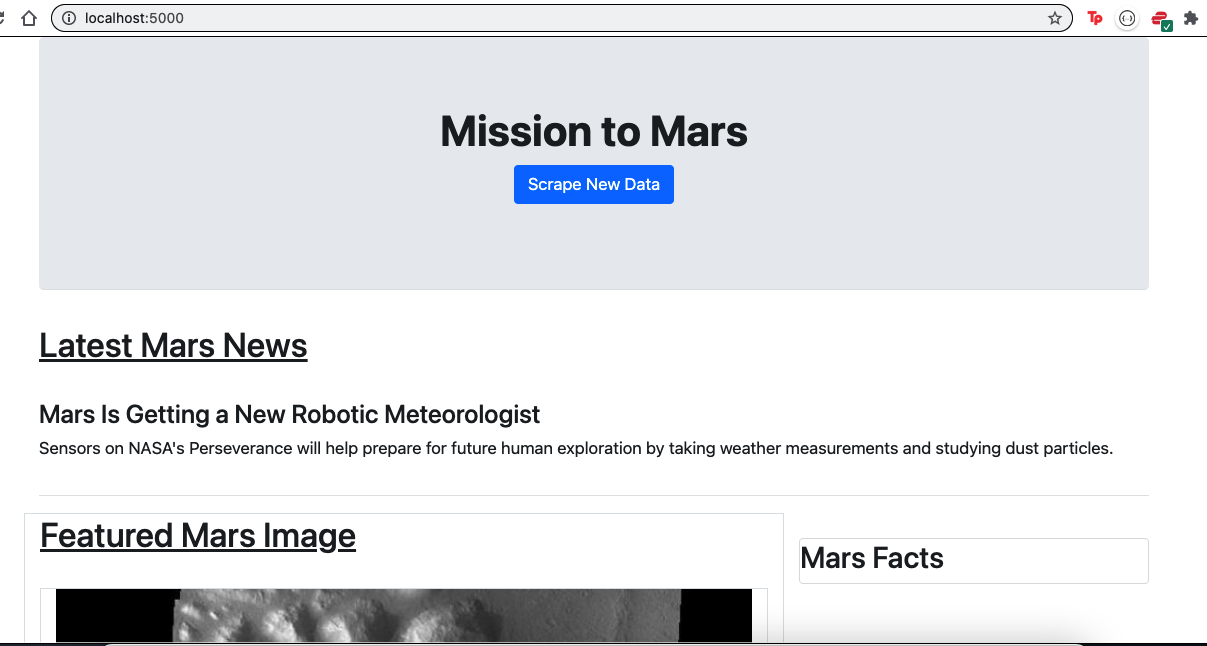 localhost:5000
Tp
Mission to Mars
Scrape New Data
Latest Mars News
Mars Is Getting a New Robotic Meteorologist
Sensors on NASA's Perseverance will help prepare for future human exploration by taking weather measurements and studying dust particles.
Featured Mars Image
Mars Facts